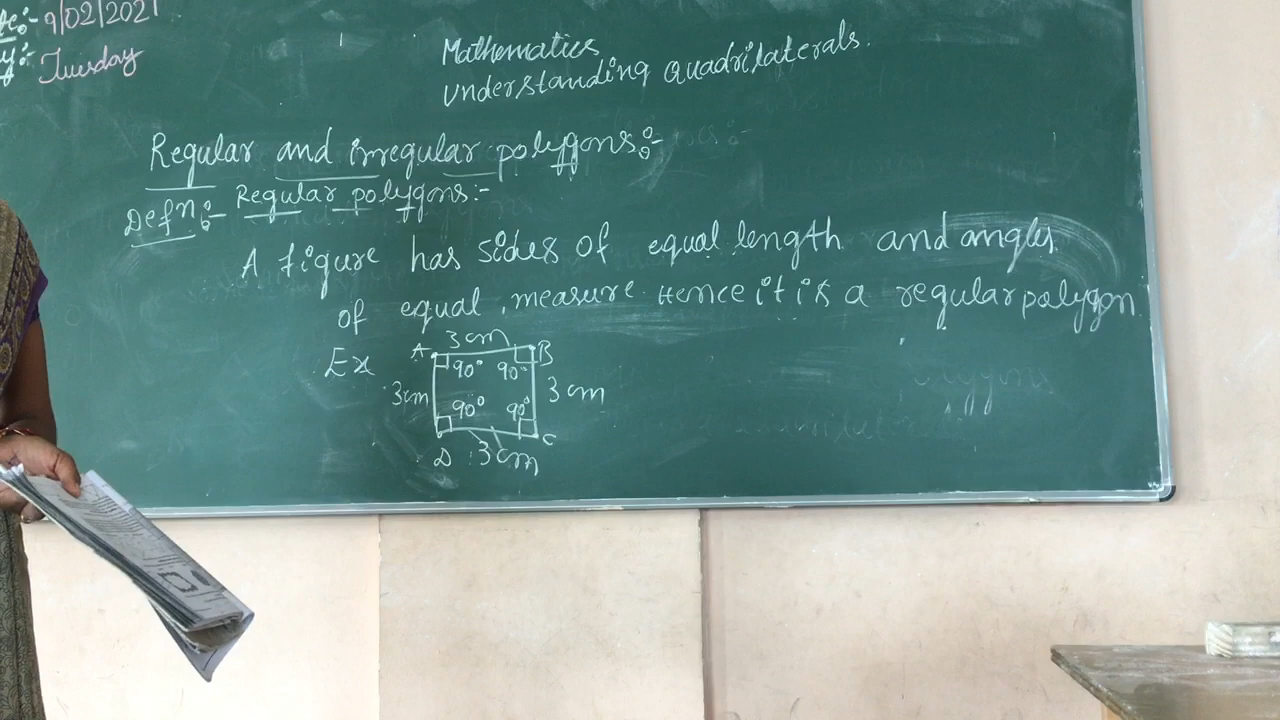 te:- 9/02/2021
y:- Tuesday
Mathematics
Understanding quadrilaterals.
Regular and irregular polygons:-
Defn:- Regular polygons:-
A figure has sides of equal length and angles
of equal measure. Hence it is a regular polygon
Ex
A 3cm B
90° 90°
3cm 3cm
90° 90°
D 3cm C